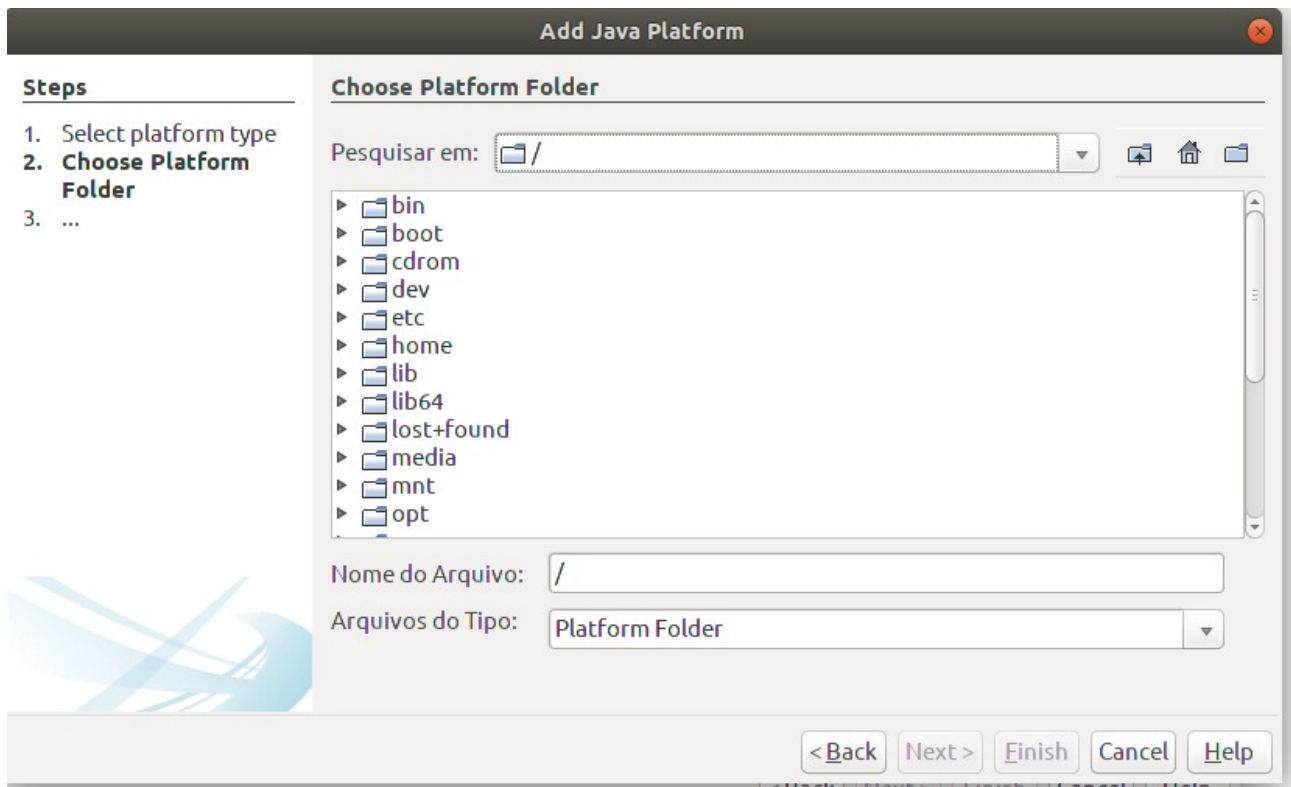 Add Java Platform
Steps
1. Select platform type
2. Choose Platform
Folder
3. ...
Choose Platform Folder
Pesquisar em: /
bin
boot
cdrom
dev
etc
home
lib
lib64
lost+found
media
mnt
opt
Nome do Arquivo: /
Arquivos do Tipo: Platform Folder
< Back Next > Finish Cancel Help